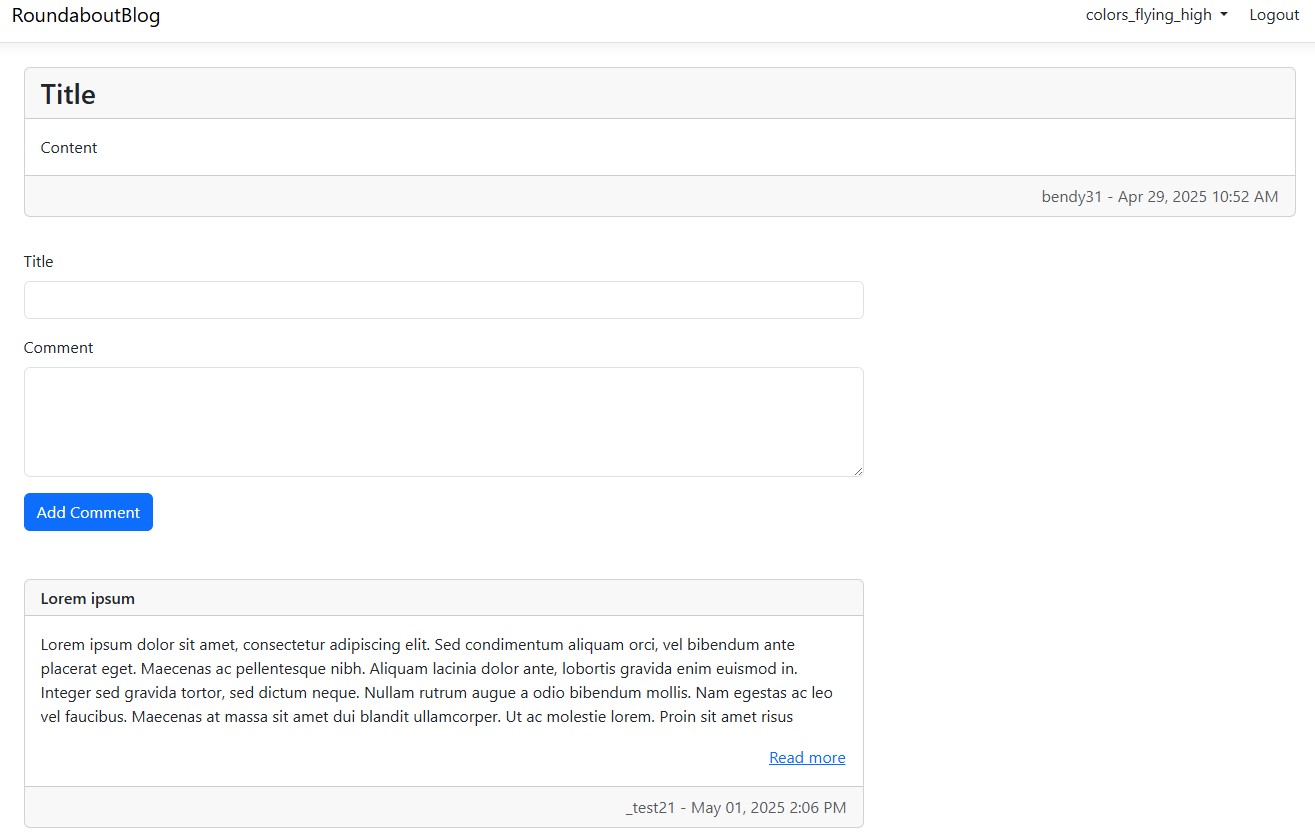 RoundaboutBlog
colors_flying_high Logout
Title
Content
bendy31 - Apr 29, 2025 10:52 AM
Title
Comment
Add Comment
Lorem ipsum
Lorem ipsum dolor sit amet, consectetur adipiscing elit. Sed condimentum aliquam orci, vel bibendum ante
placerat eget. Maecenas ac pellentesque nibh. Aliquam lacinia dolor ante, lobortis gravida enim euismod in.
Integer sed gravida tortor, sed dictum neque. Nullam rutrum augue a odio bibendum mollis. Nam egestas ac leo
vel faucibus. Maecenas at massa sit amet dui blandit ullamcorper. Ut ac molestie lorem. Proin sit amet risus
Read more
_test21 - May 01, 2025 2:06 PM